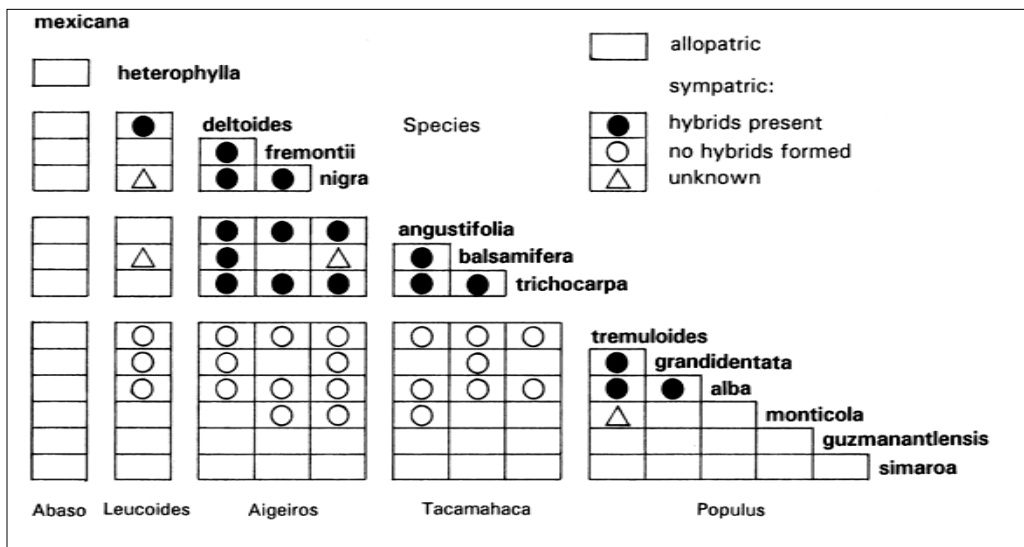 mexicana
allopatric
heterophylla
sympatric:
deltoides
Species
hybrids present
fremontii
no hybrids formed
nigra
unknown
angustifolia
balsamifera
trichocarpa
tremuloides
grandidentata
alba
monticola
guzmanantlensis
simaroa
Abaso Leucoides Aigeiros Tacamahaca Populus